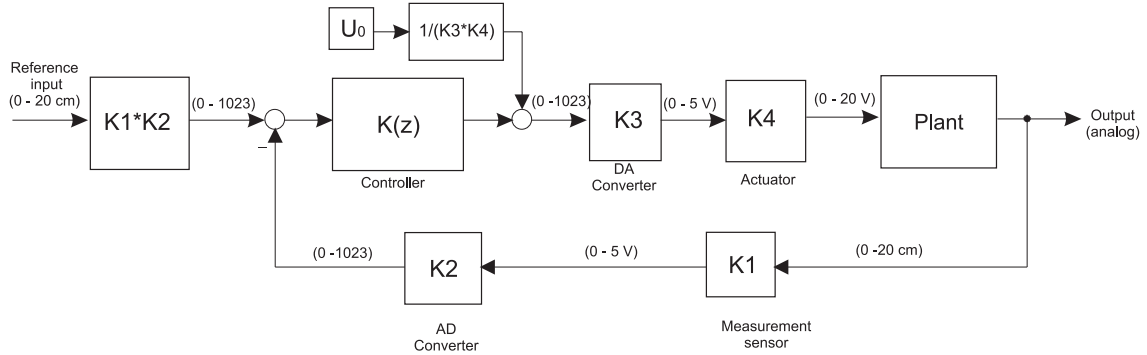 U0
1/(K3*K4)
Reference
input
(0 - 20 cm)
K1*K2
(0 - 1023)
K(z)
Controller
(0 -1023)
K3
DA
Converter
(0 - 5 V)
K4
Actuator
(0 - 20 V)
Plant
Output
(analog)
–
(0 -1023)
K2
AD
Converter
(0 - 5 V)
K1
Measurement
sensor
(0 -20 cm)